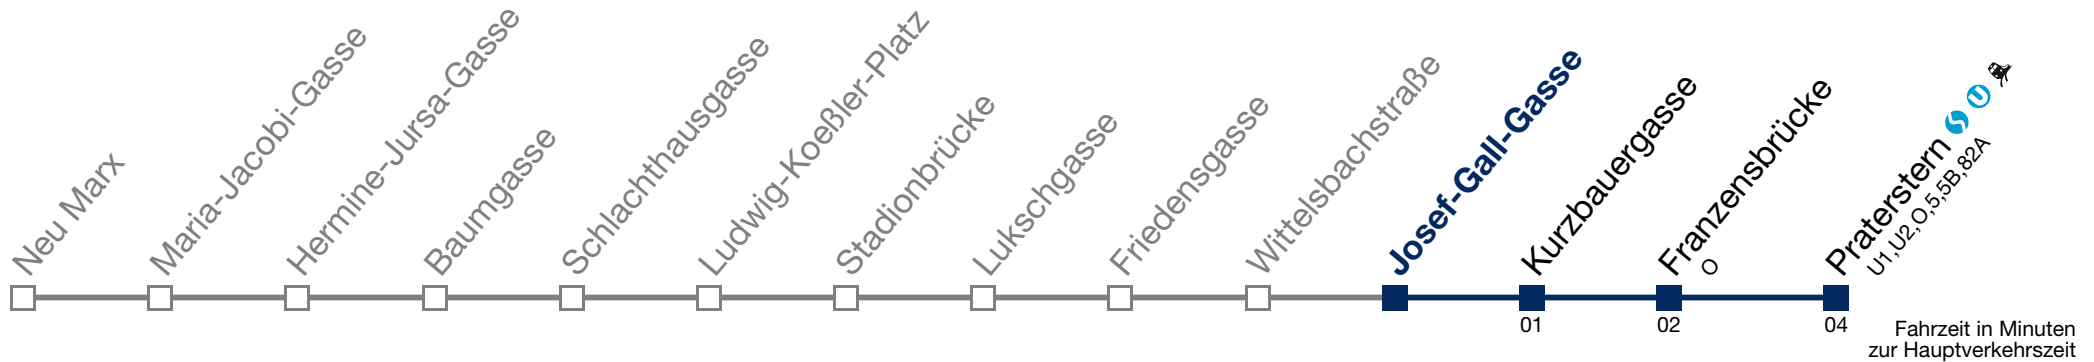 Neu Marx
Maria-Jacobi-Gasse
Hermine-Jursa-Gasse
Baumgasse
Schlachthausgasse
Ludwig-Koeßler-Platz
Stadionbrücke
Lukschgasse
Friedensgasse
Wittelsbachstraße
Josef-Gall-Gasse
Kurzbauergasse
Franzensbrücke
O
Praterstern S U
U1,U2,O,5,5B,82A
01
02
04
Fahrzeit in Minuten
zur Hauptverkehrszeit